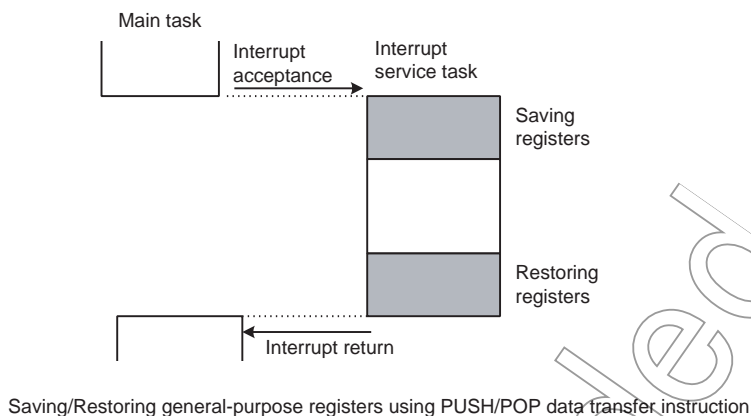 Main task
Interrupt
acceptance
Interrupt
service task
Saving
registers
Restoring
registers
Interrupt return
Saving/Restoring general-purpose registers using PUSH/POP data transfer instruction